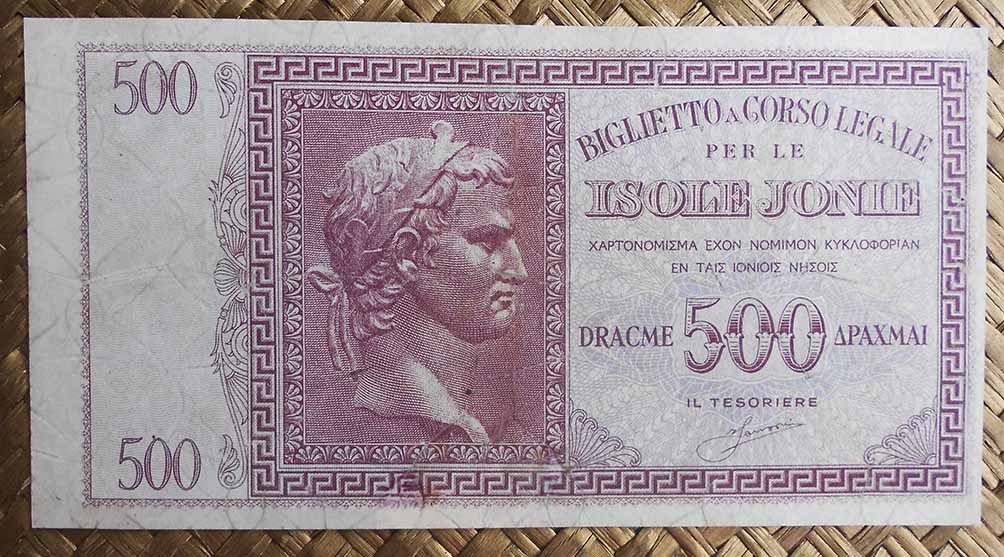 500
500
BIGLIETTO A CORSO LEGALE
PER LE
ISOLE JONIE
ΧΑΡΤΟΝΟΜΙΣΜΑ ΕΧΟΝ ΝΟΜΙΜΟΝ ΚΥΚΛΟΦΟΡΙΑΝ
ΕΝ ΤΑΙΣ ΙΟΝΙΟΙΣ ΝΗΣΟΙΣ
DRACME 500 ΔΡΑΧΜΑΙ
IL TESORIERE